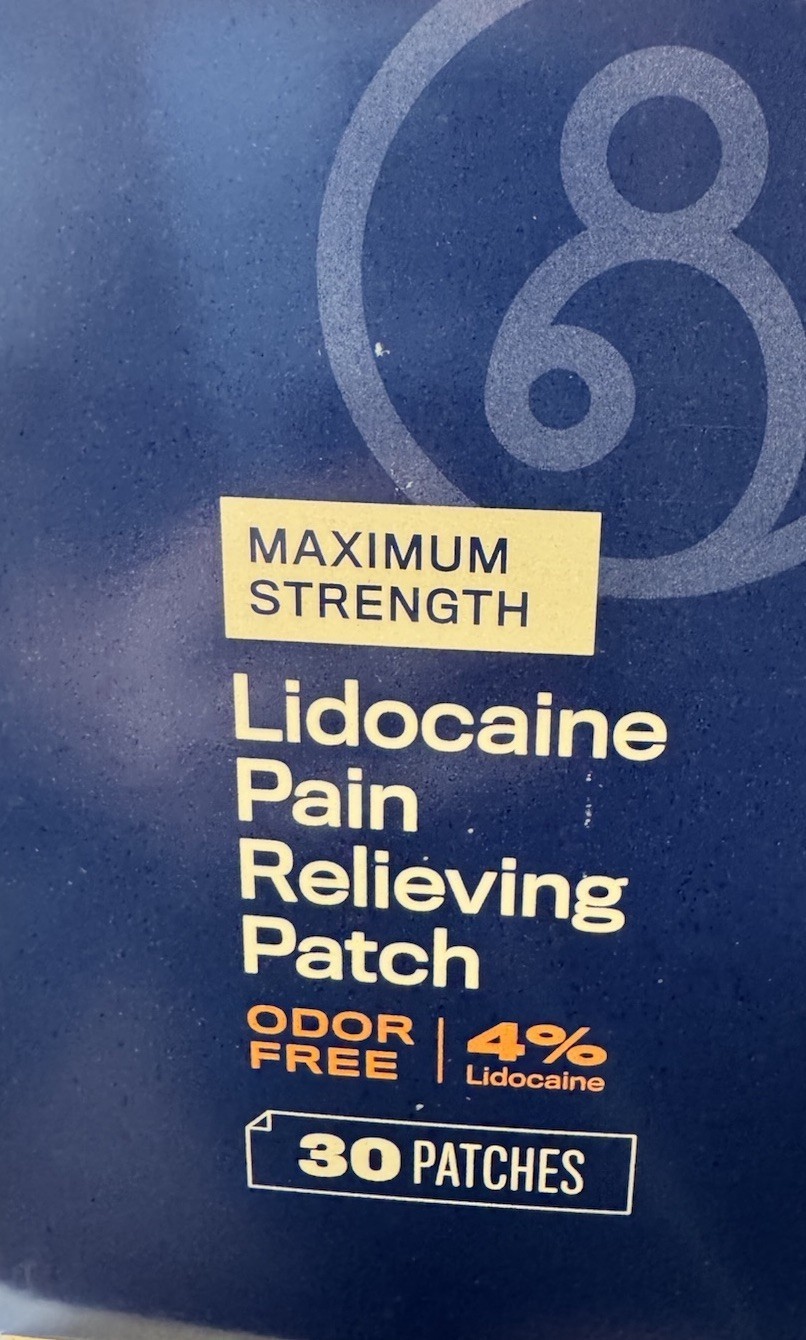 MAXIMUM
STRENGTH
Lidocaine
Pain
Relieving
Patch
ODOR
FREE
4%
Lidocaine
30 PATCHES